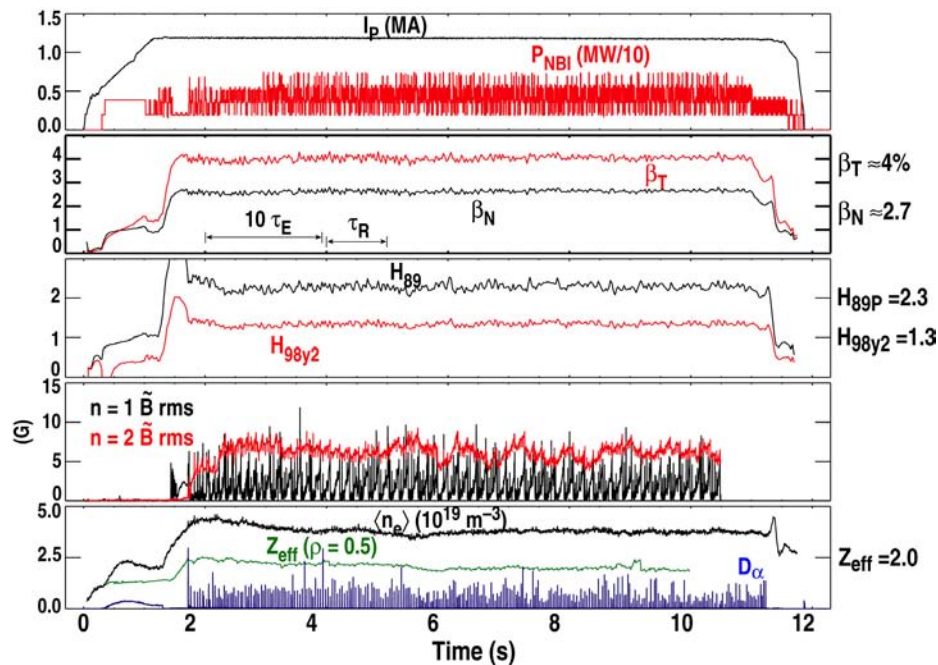 I_P (MA)
P_NBI (MW/10)
1.5
1.0
0.5
0.0
4
3
2
1
0
β_T
β_N
10 τ_E
τ_R
β_T ≈4%
β_N ≈2.7
2
1
0
H_89
H_98y2
H_89P =2.3
H_98y2 =1.3
(G)
15
10
5
0
n = 1 B̃ rms
n = 2 B̃ rms
5.0
2.5
0.0
⟨n_e⟩ (10^19 m^−3)
Z_eff (ρ = 0.5)
D_α
Z_eff =2.0
0 2 4 6 8 10 12
Time (s)